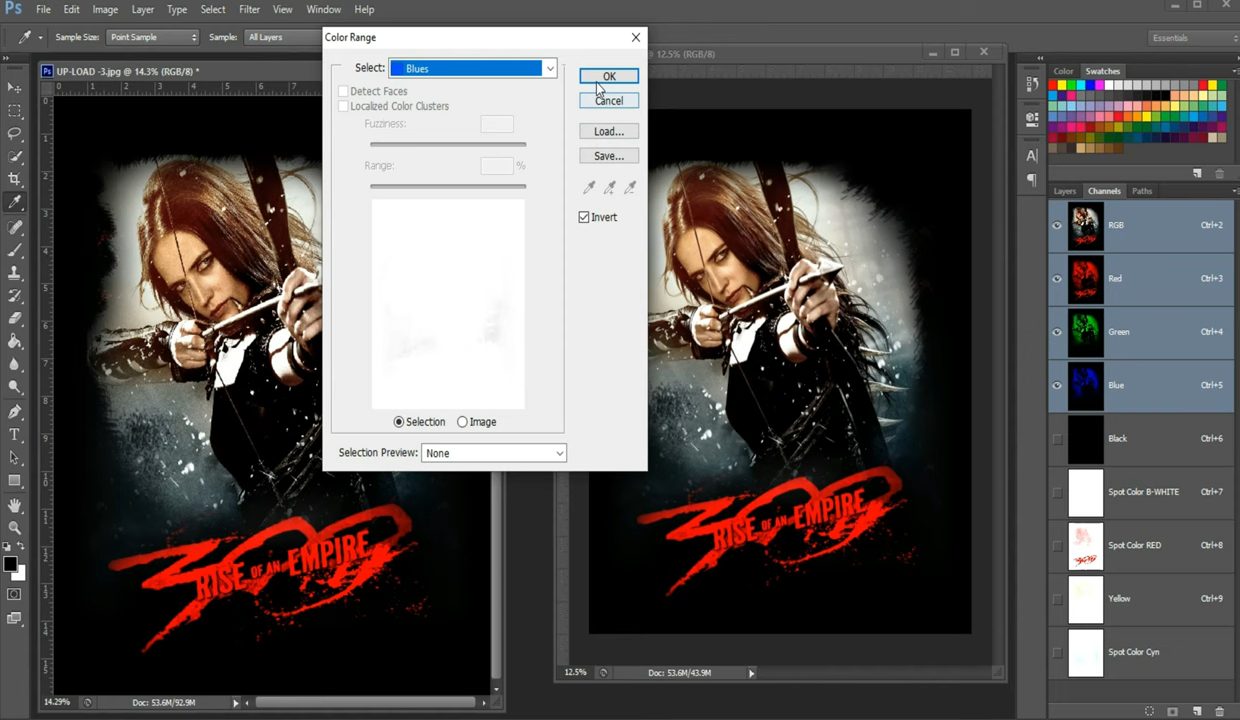 Ps File Edit Image Layer Type Select Filter View Window Help
Sample Size: Point Sample Sample: All Layers
Essentials
Color Range
UP-LOAD -3.jpg @ 14.3% (RGB/8) *
12.5% (RGB/8)
Select: Blues
Detect Faces
Localized Color Clusters
Fuzziness:
Range: %
OK
Cancel
Load...
Save...
Invert
Selection Image
Selection Preview: None
Color Swatches
Layers Channels Paths
RGB Ctrl+2
Red Ctrl+3
Green Ctrl+4
Blue Ctrl+5
Black Ctrl+6
Spot Color B-WHITE Ctrl+7
Spot Color RED Ctrl+8
Yellow Ctrl+9
Spot Color Cyn
300
RISE OF AN EMPIRE
300
RISE OF AN EMPIRE
14.29% Doc: 53.6M/92.9M
12.5% Doc: 53.6M/43.9M